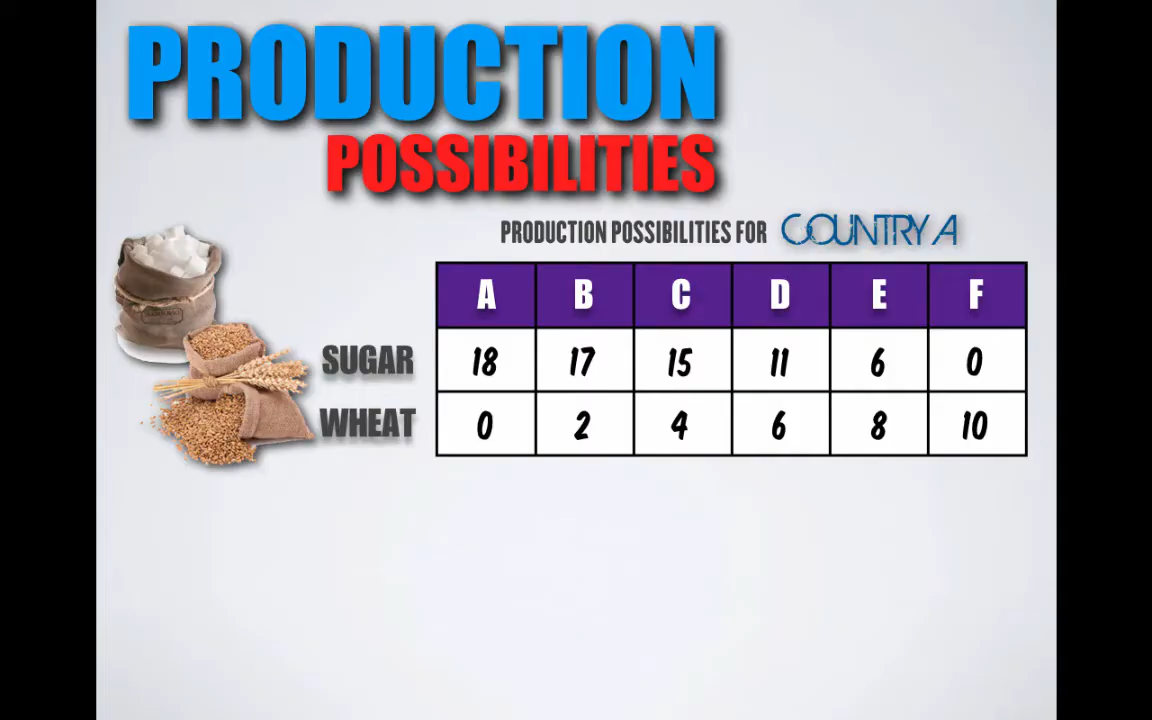 PRODUCTION
POSSIBILITIES
PRODUCTION POSSIBILITIES FOR COUNTRY A
A B C D E F
SUGAR 18 17 15 11 6 0
WHEAT 0 2 4 6 8 10